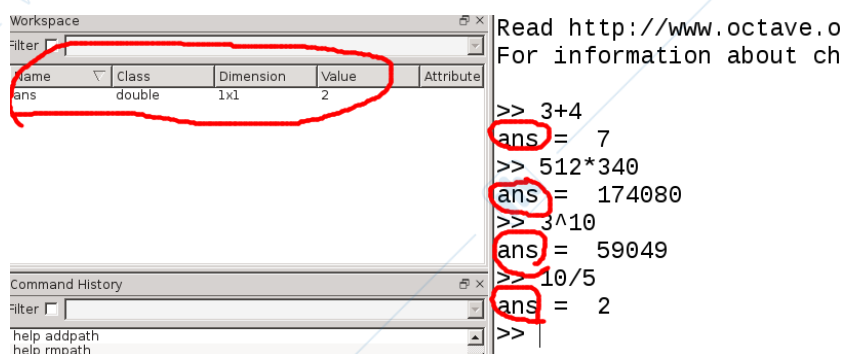 Workspace
Filter
Name Class Dimension Value Attribute
ans double 1x1 2
Command History
Filter
help addpath
help rmpath
Read http://www.octave.o
For information about ch
>> 3+4
ans = 7
>> 512*340
ans = 174080
>> 3^10
ans = 59049
>> 10/5
ans = 2
>>